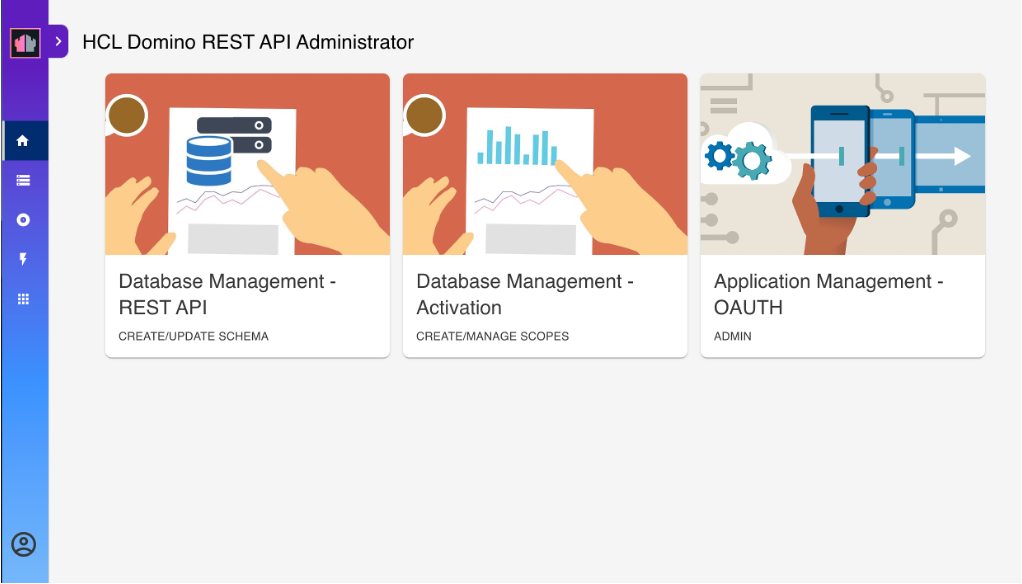 HCL Domino REST API Administrator
Database Management -
REST API
CREATE/UPDATE SCHEMA
Database Management -
Activation
CREATE/MANAGE SCOPES
Application Management -
OAUTH
ADMIN